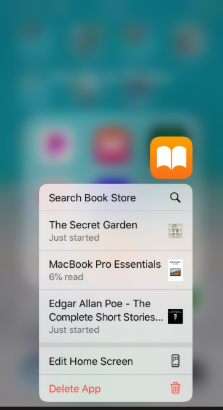 Search Book Store
The Secret Garden
Just started
MacBook Pro Essentials
6% read
Edgar Allan Poe - The
Complete Short Stories...
Just started
Edit Home Screen
Delete App